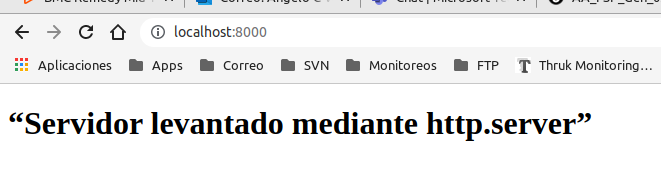 localhost:8000
Aplicaciones Apps Correo SVN Monitoreos FTP Thruk Monitoring...
“Servidor levantado mediante http.server”